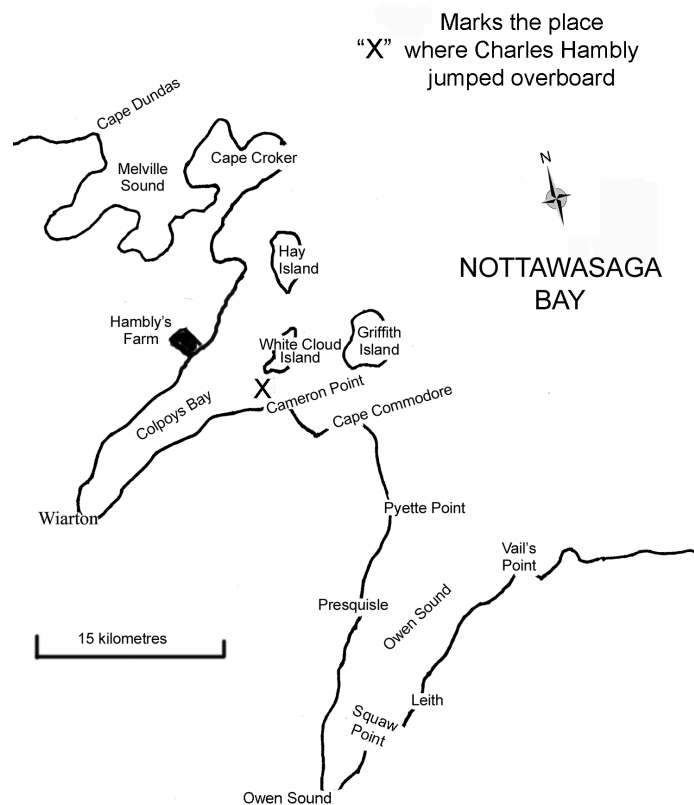 Marks the place
“X” where Charles Hambly
jumped overboard
Cape Dundas
Cape Croker
Melville
Sound
N
Hay
Island
NOTTAWASAGA
BAY
Hambly's
Farm
White Cloud
Island
Griffith
Island
X
Cameron Point
Colpoys Bay
Cape Commodore
Wiarton
Pyette Point
Vail's
Point
Presquisle
Owen Sound
15 kilometres
Leith
Squaw
Point
Owen Sound